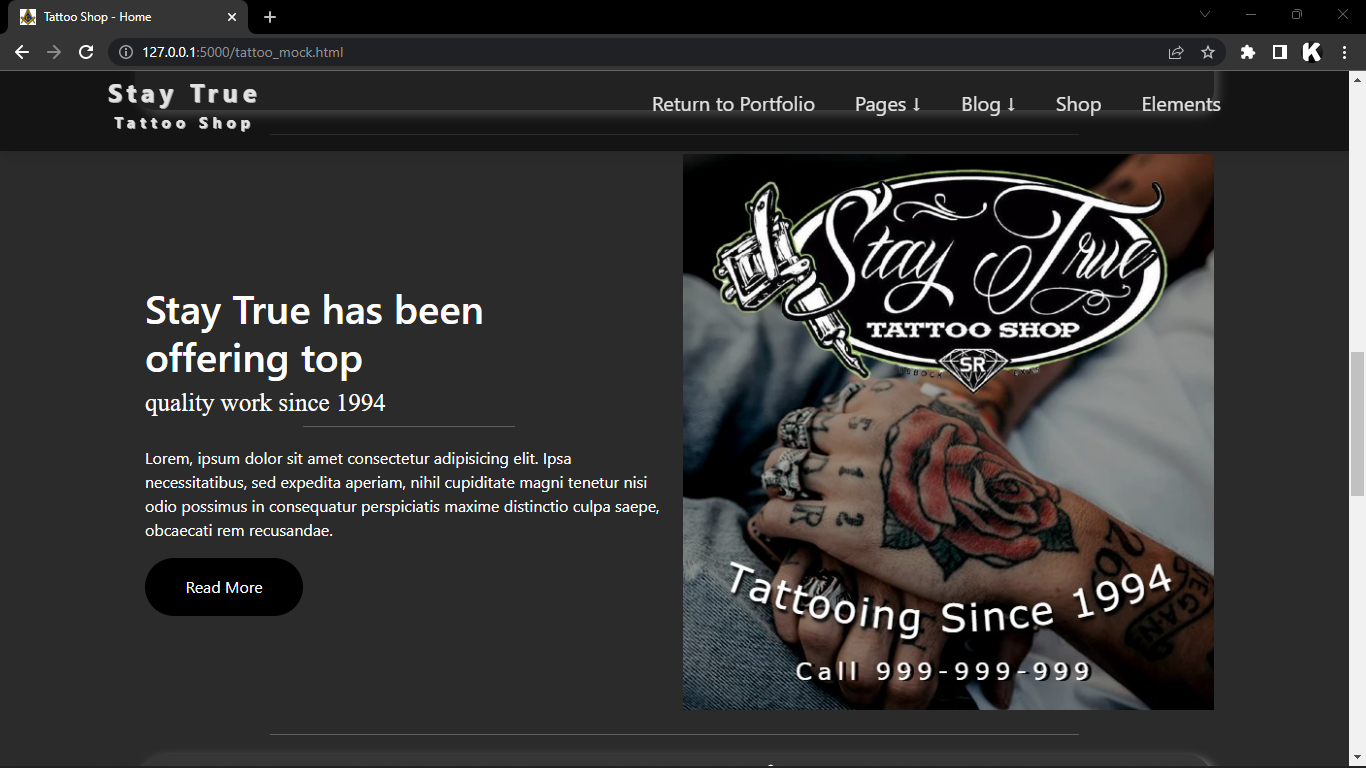 Tattoo Shop - Home
127.0.0.1:5000/tattoo_mock.html
Stay True
Tattoo Shop
Return to Portfolio Pages ↓ Blog ↓ Shop Elements
Stay True has been
offering top
quality work since 1994
Lorem, ipsum dolor sit amet consectetur adipisicing elit. Ipsa
necessitatibus, sed expedita aperiam, nihil cupiditate magni tenetur nisi
odio possimus in consequatur perspiciatis maxime distinctio culpa saepe,
obcaecati rem recusandae.
Read More
Stay True
TATTOO SHOP
SR
Tattooing Since 1994
Call 999-999-999